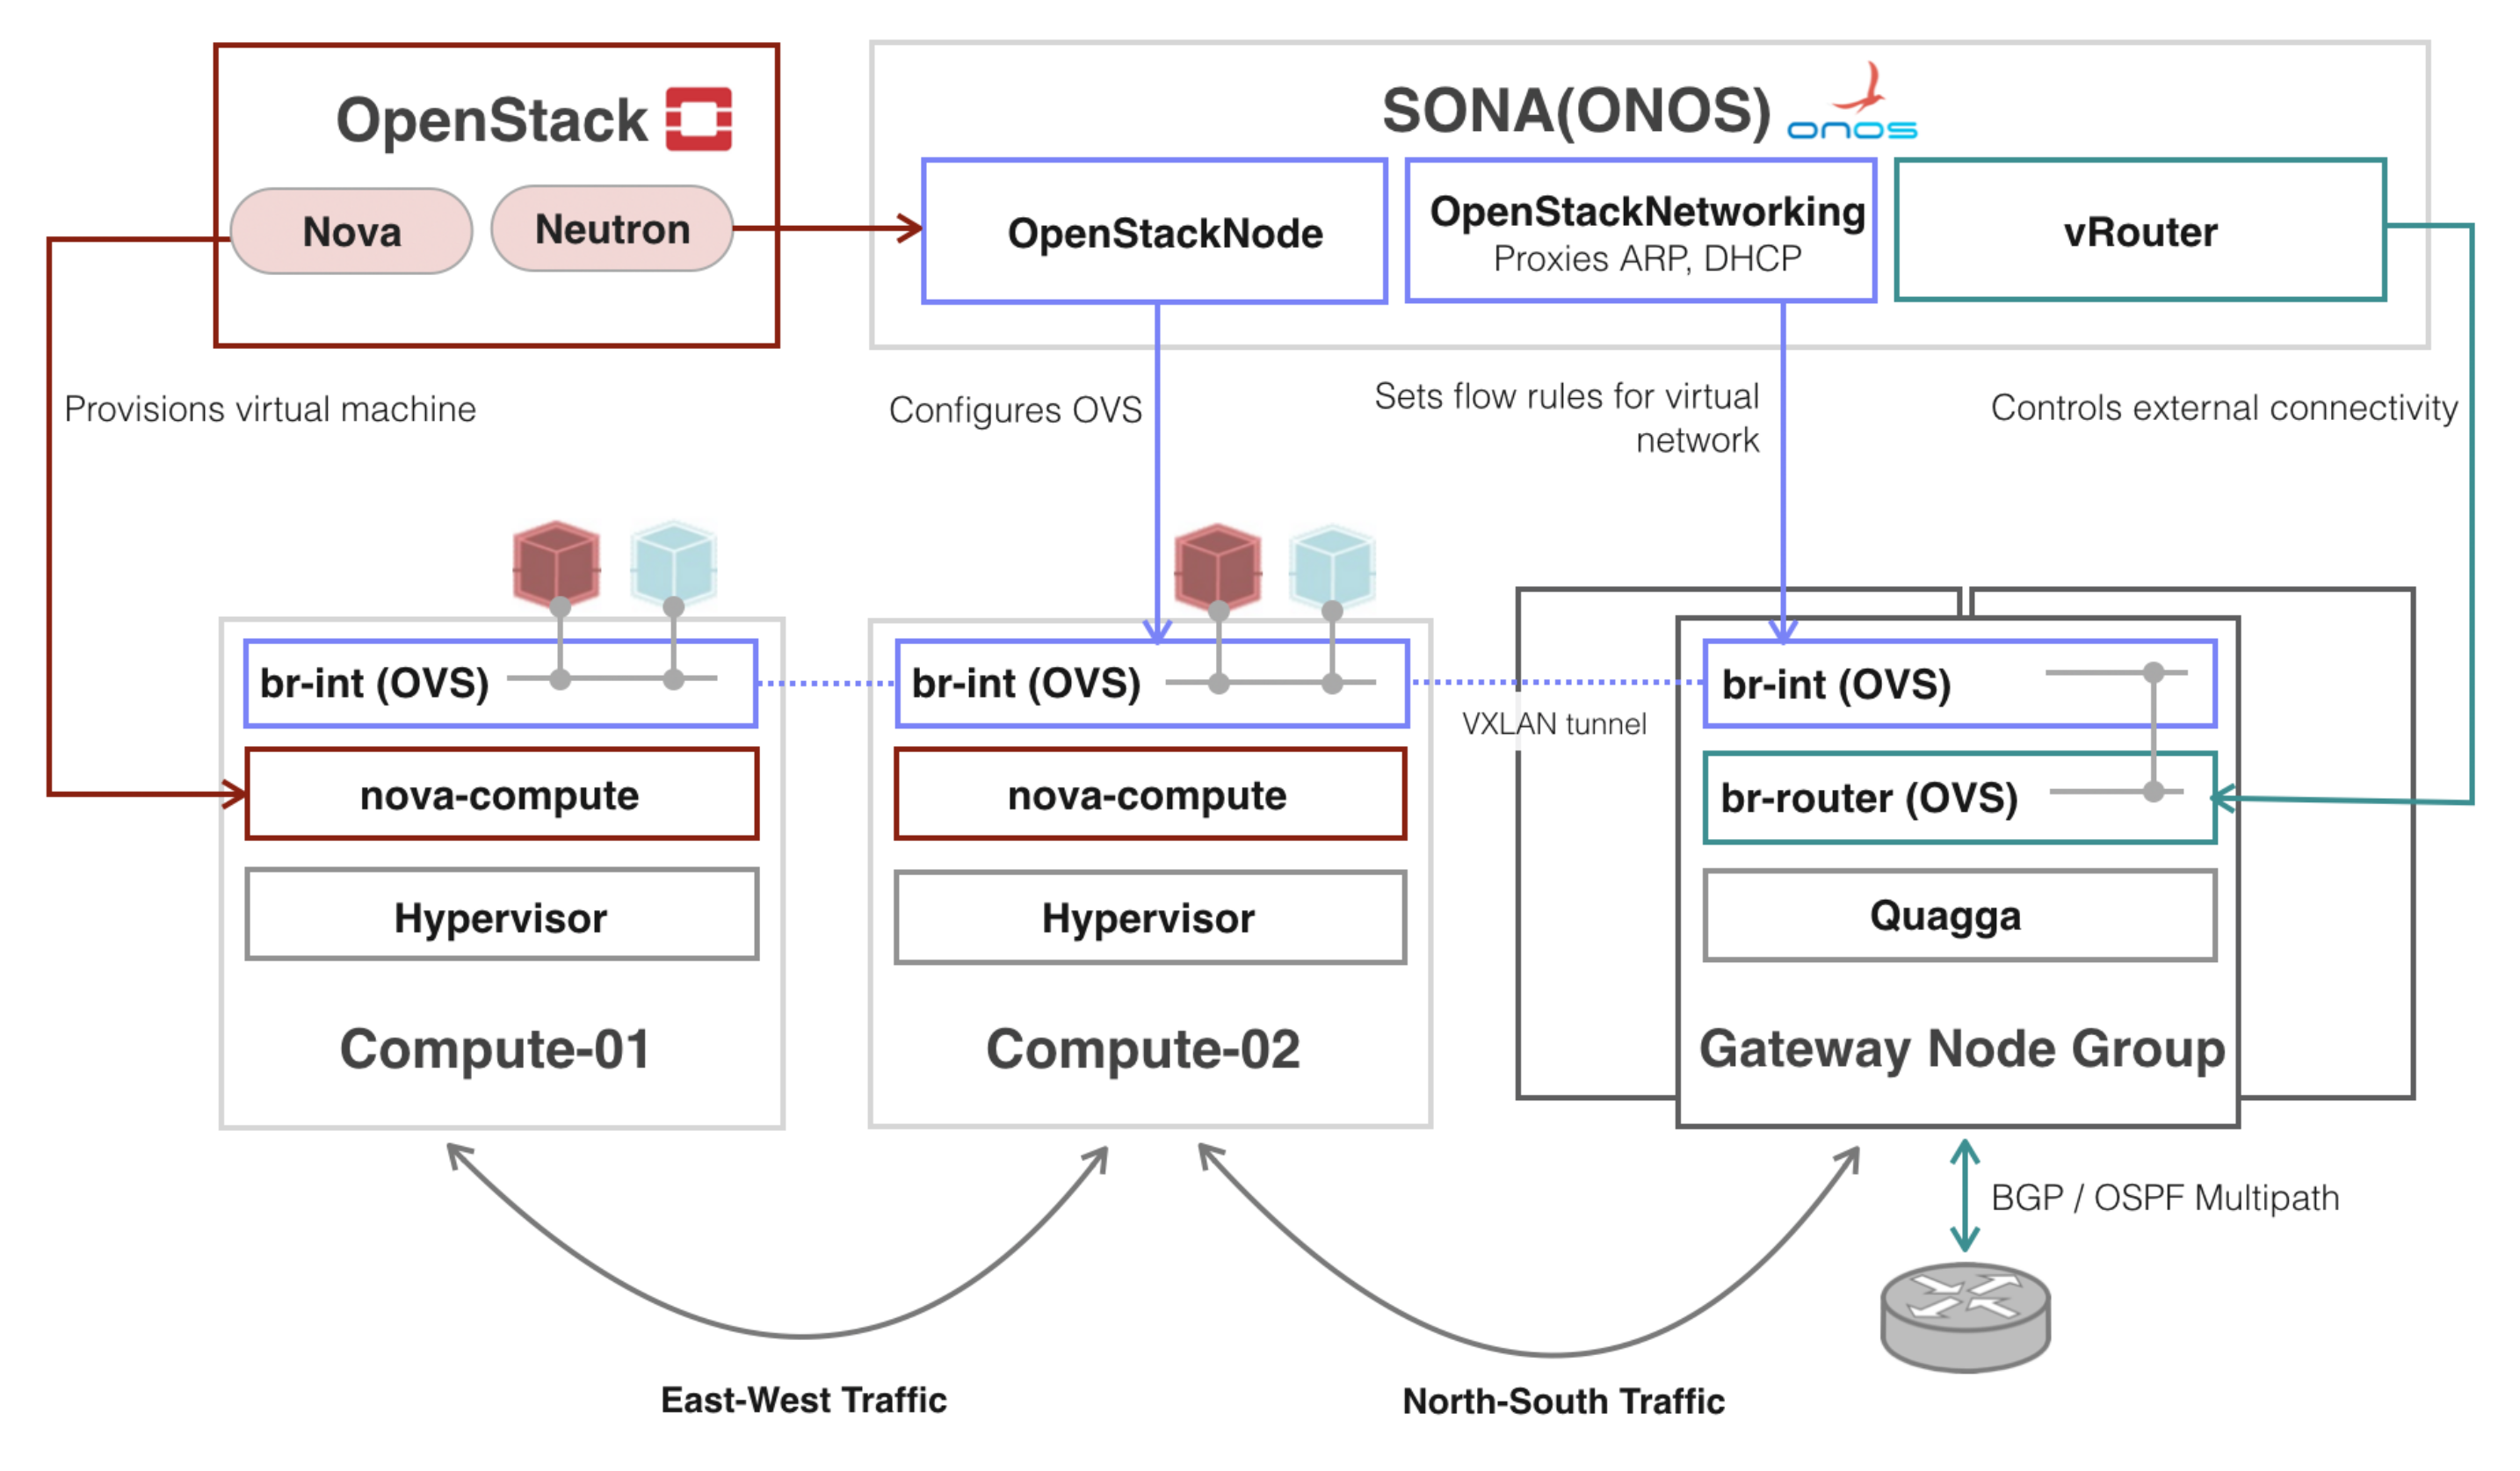 OpenStack
SONA(ONOS)
onos
Nova
Neutron
OpenStackNode
OpenStackNetworking
Proxies ARP, DHCP
vRouter
Provisions virtual machine
Configures OVS
Sets flow rules for virtual
network
Controls external connectivity
br-int (OVS)
nova-compute
Hypervisor
Compute-01
br-int (OVS)
nova-compute
Hypervisor
Compute-02
VXLAN tunnel
br-int (OVS)
br-router (OVS)
Quagga
Gateway Node Group
BGP / OSPF Multipath
East-West Traffic
North-South Traffic